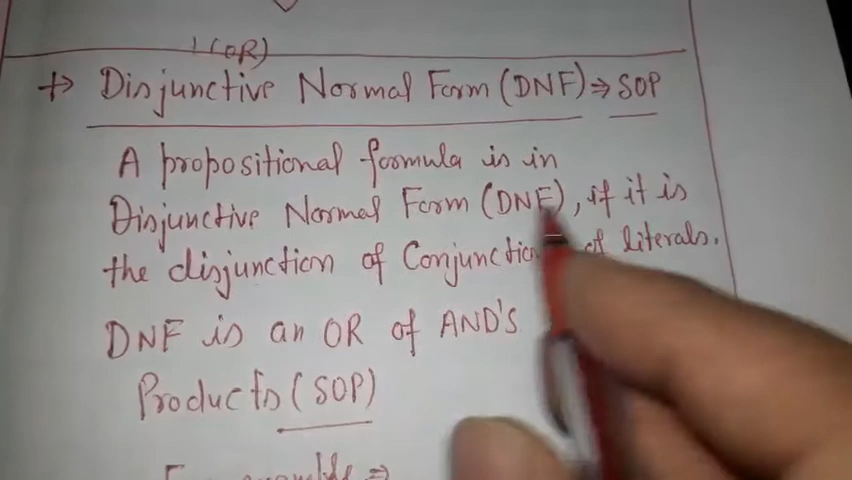 (OR)
Disjunctive Normal Form (DNF) ⇒ SOP
A propositional formula is in
Disjunctive Normal Form (DNF), if it is
the disjunction of Conjunction of literals.
DNF is an OR of AND'S
Products (SOP)